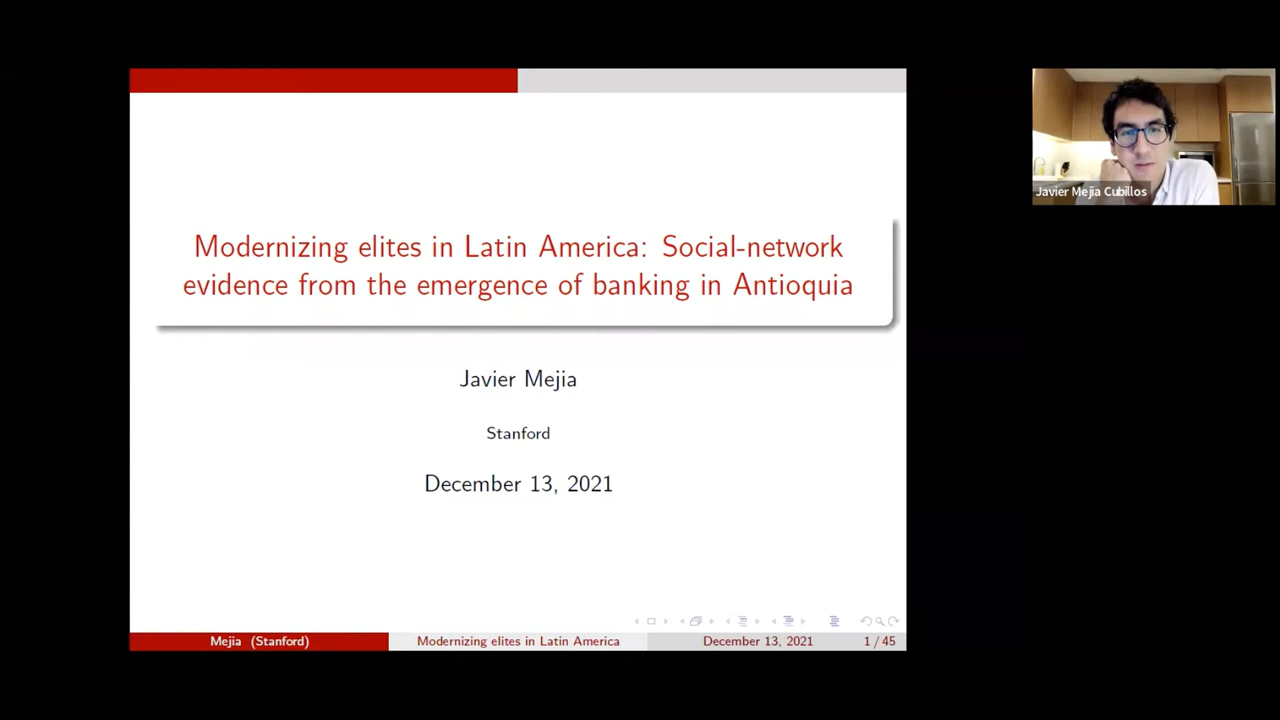 Modernizing elites in Latin America: Social-network
evidence from the emergence of banking in Antioquia
Javier Mejia
Stanford
December 13, 2021
Mejia (Stanford)
Modernizing elites in Latin America
December 13, 2021
1 / 45
Javier Mejia Cubillos